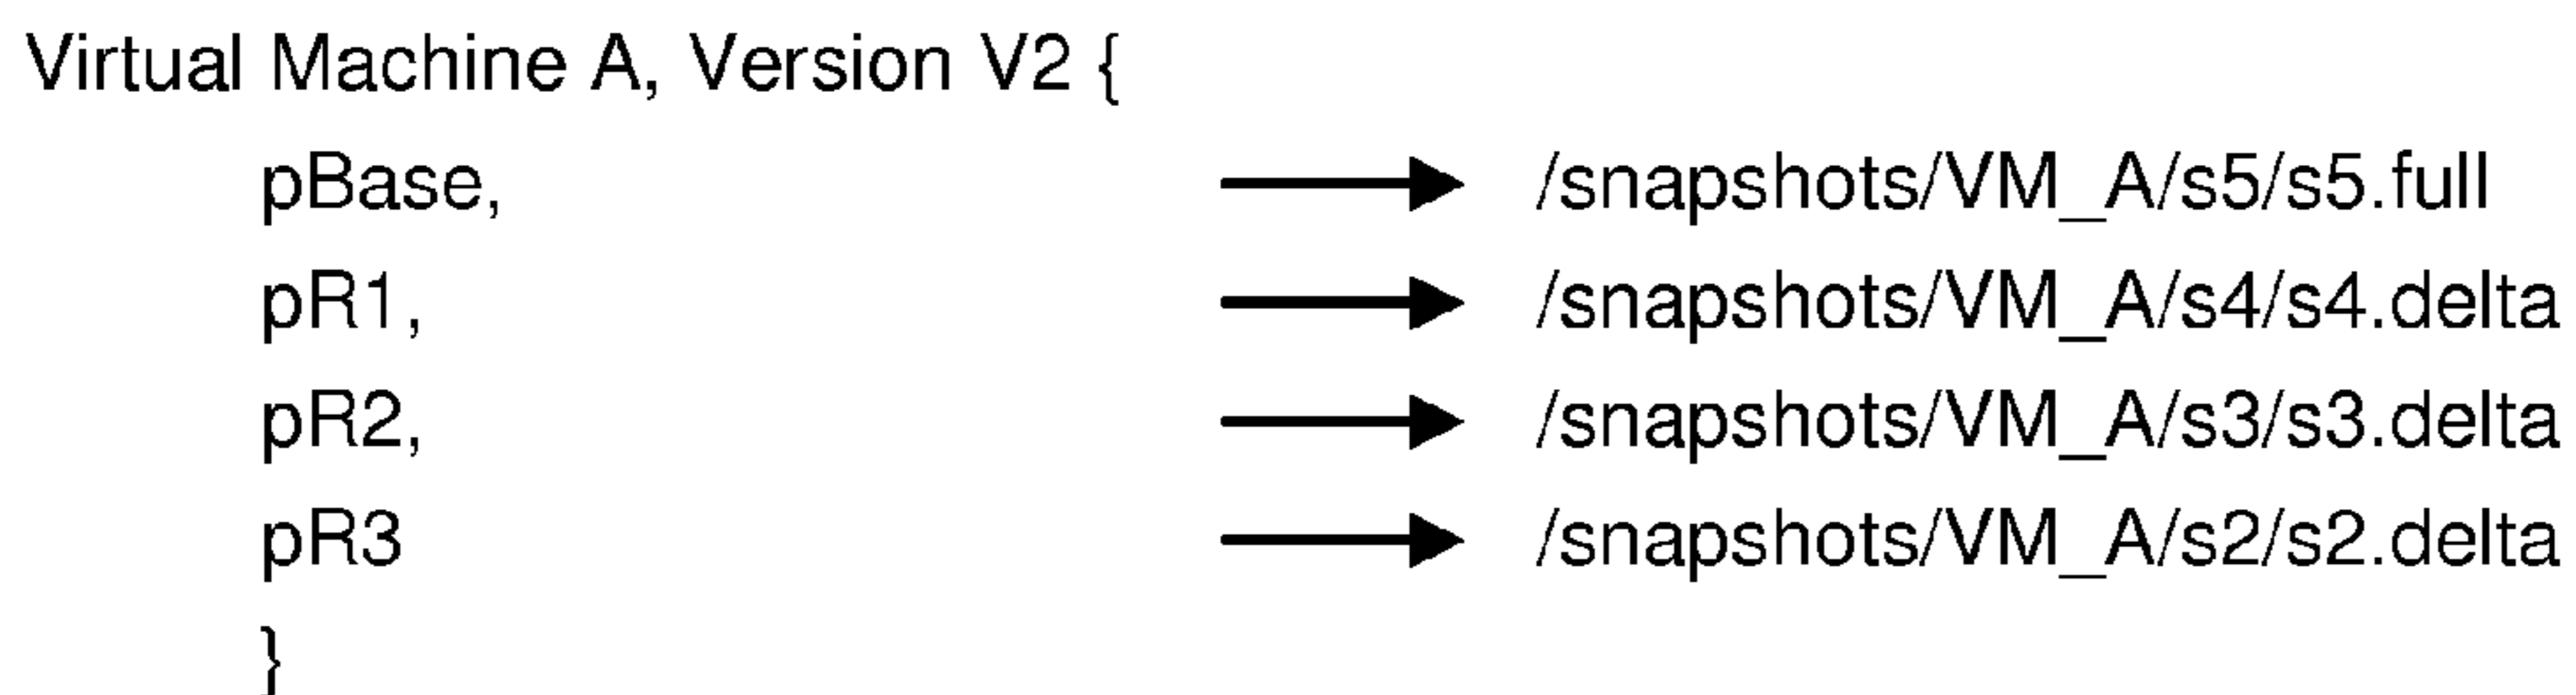 Virtual Machine A, Version V2 {
pBase, /snapshots/VM_A/s5/s5.full
pR1, /snapshots/VM_A/s4/s4.delta
pR2, /snapshots/VM_A/s3/s3.delta
pR3 /snapshots/VM_A/s2/s2.delta
}